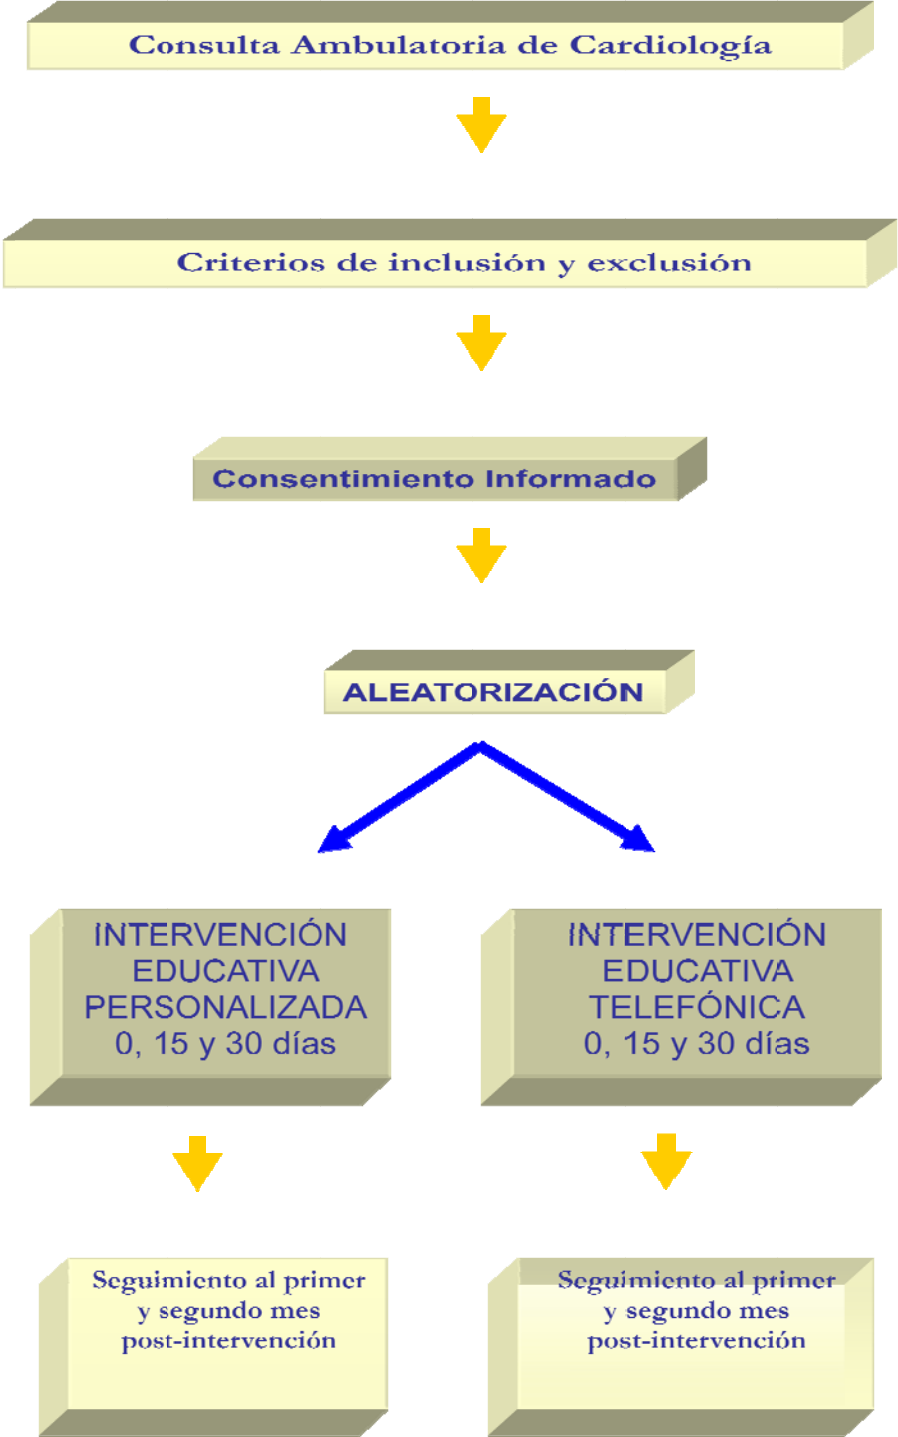 Consulta Ambulatoria de Cardiología
Criterios de inclusión y exclusión
Consentimiento Informado
ALEATORIZACIÓN
INTERVENCIÓN
EDUCATIVA
PERSONALIZADA
0, 15 y 30 días
INTERVENCIÓN
EDUCATIVA
TELEFÓNICA
0, 15 y 30 días
Seguimiento al primer
y segundo mes
post-intervención
Seguimiento al primer
y segundo mes
post-intervención